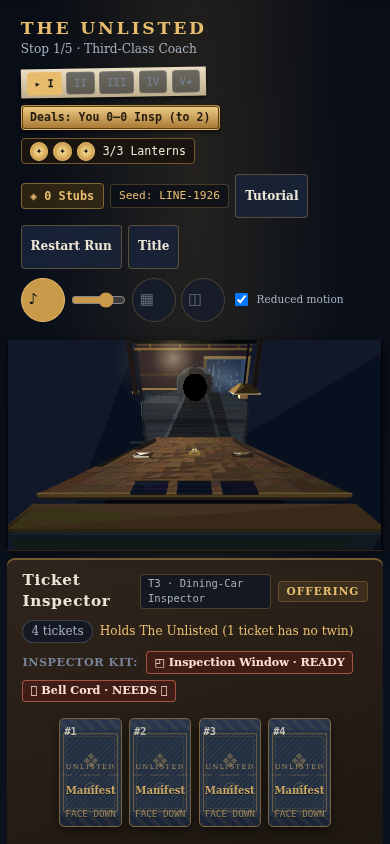 THE UNLISTED
Stop 1/5 · Third-Class Coach
▸ I II III IV V★
Deals: You 0–0 Insp (to 2)
3/3 Lanterns
◈ 0 Stubs
Seed: LINE-1926
Tutorial
Restart Run
Title
Reduced motion
Ticket Inspector
T3 · Dining-Car Inspector
OFFERING
4 tickets
Holds The Unlisted (1 ticket has no twin)
INSPECTOR KIT:
Inspection Window · READY
Bell Cord · NEEDS
#1 #2 #3 #4
UNLISTED UNLISTED UNLISTED UNLISTED
Manifest Manifest Manifest Manifest
FACE DOWN FACE DOWN FACE DOWN FACE DOWN